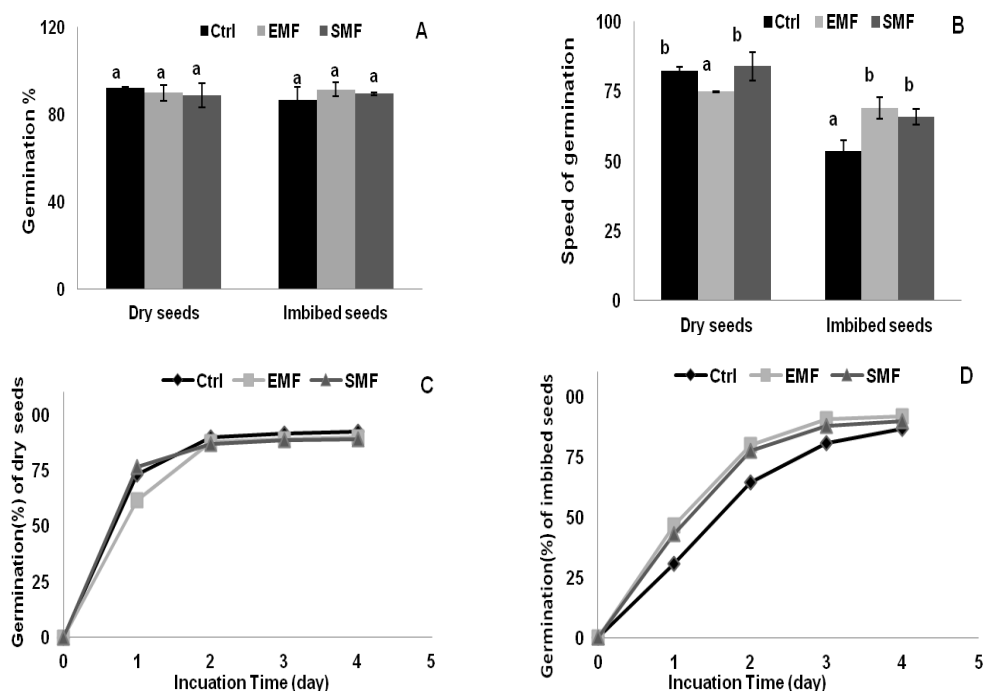 120
80
40
0
Germination %
Ctrl EMF SMF
A
a a a a a a
Dry seeds Imbibed seeds
100
75
50
25
0
Speed of germination
Ctrl EMF SMF
B
b a b a b b
Dry seeds Imbibed seeds
Ctrl EMF SMF
C
00
75
50
25
0
Germination(%) of dry seeds
0 1 2 3 4 5
Incuation Time (day)
Ctrl EMF SMF
D
00
75
50
25
0
Germination(%) of imbibed seeds
0 1 2 3 4 5
Incuation Time (day)